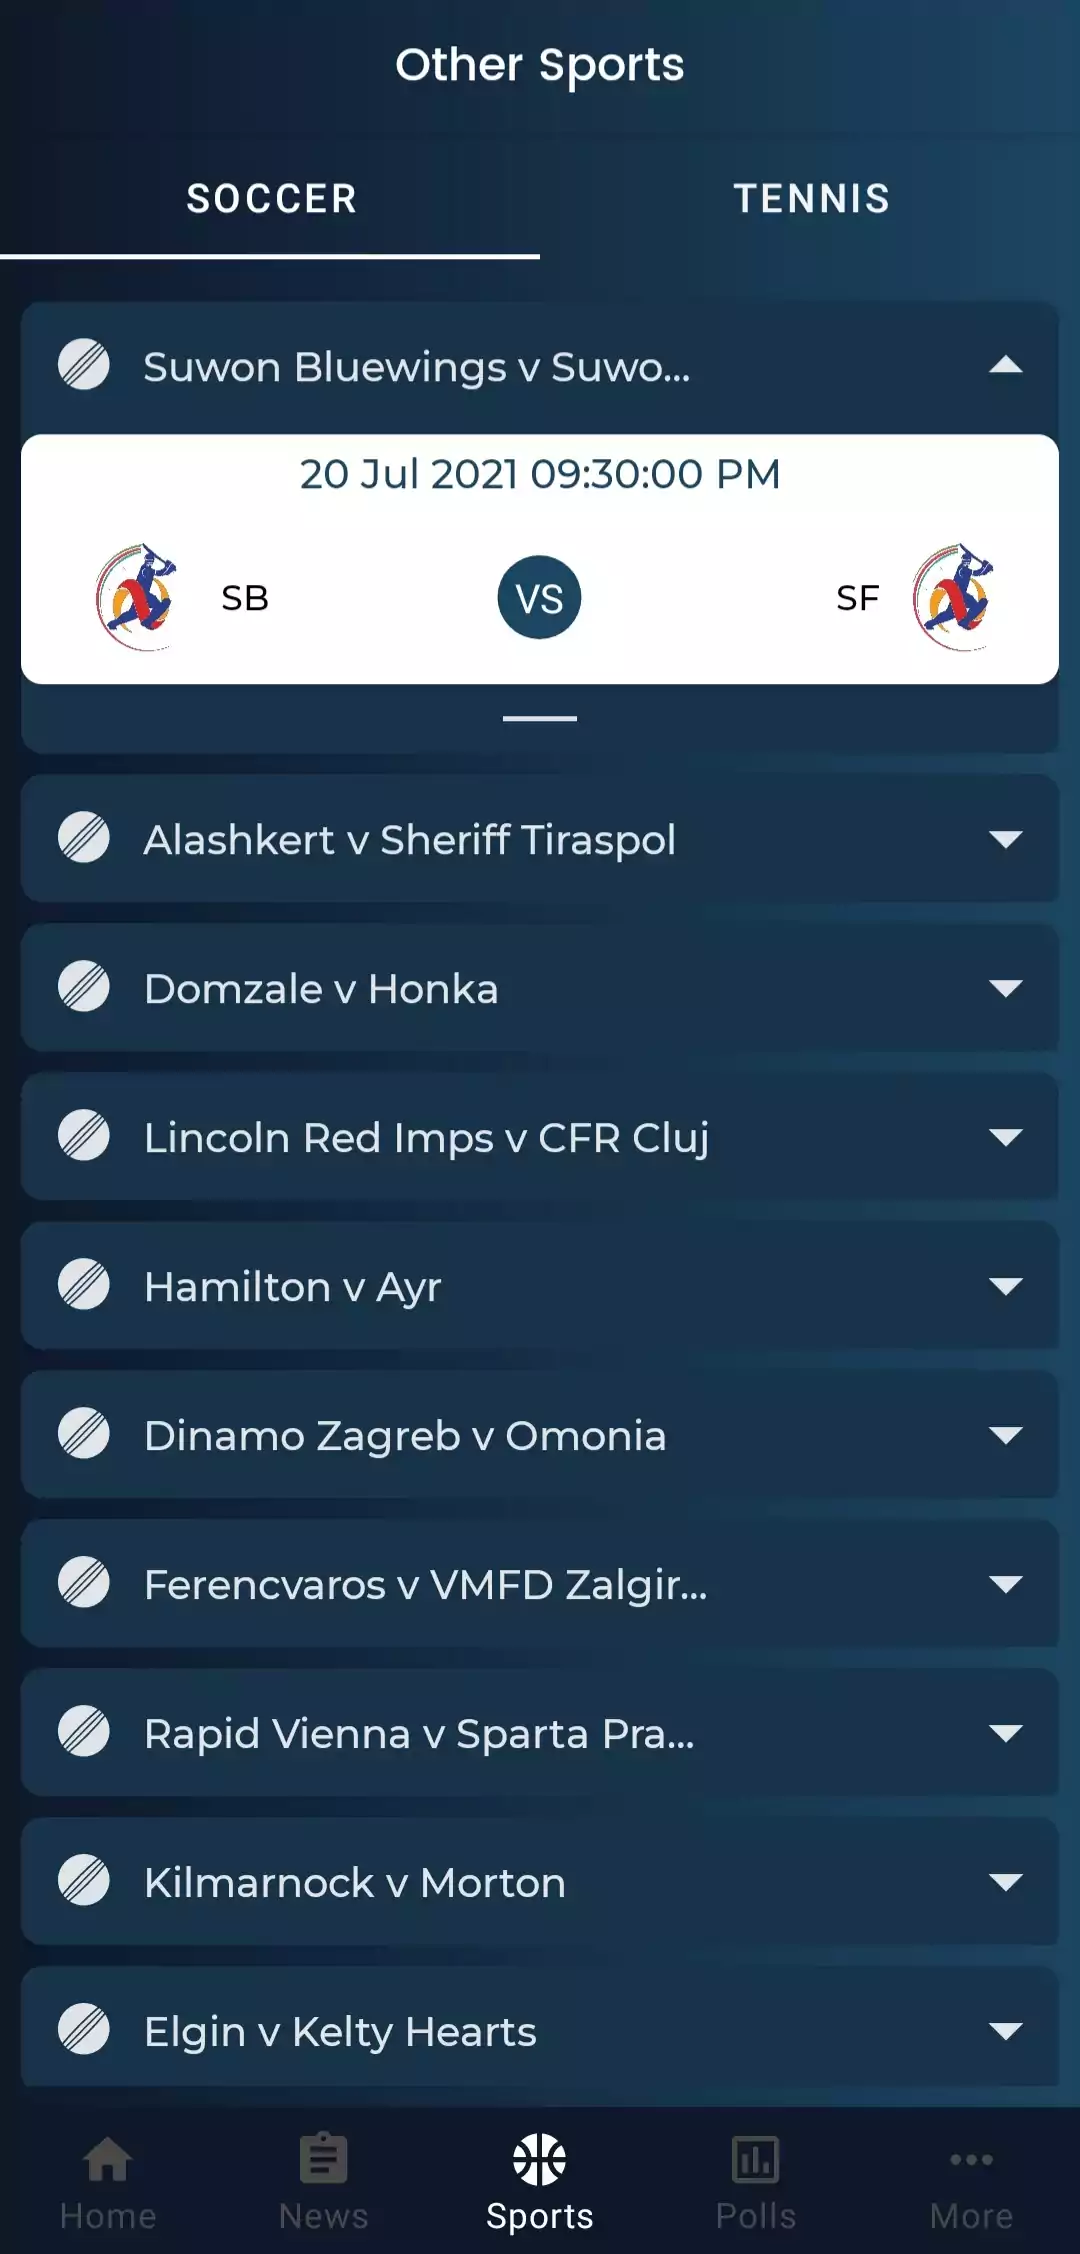 Other Sports
SOCCER
TENNIS
Suwon Bluewings v Suwo...
20 Jul 2021 09:30:00 PM
SB
VS
SF
Alashkert v Sheriff Tiraspol
Domzale v Honka
Lincoln Red Imps v CFR Cluj
Hamilton v Ayr
Dinamo Zagreb v Omonia
Ferencvaros v VMFD Zalgir...
Rapid Vienna v Sparta Pra...
Kilmarnock v Morton
Elgin v Kelty Hearts
Home
News
Sports
Polls
More